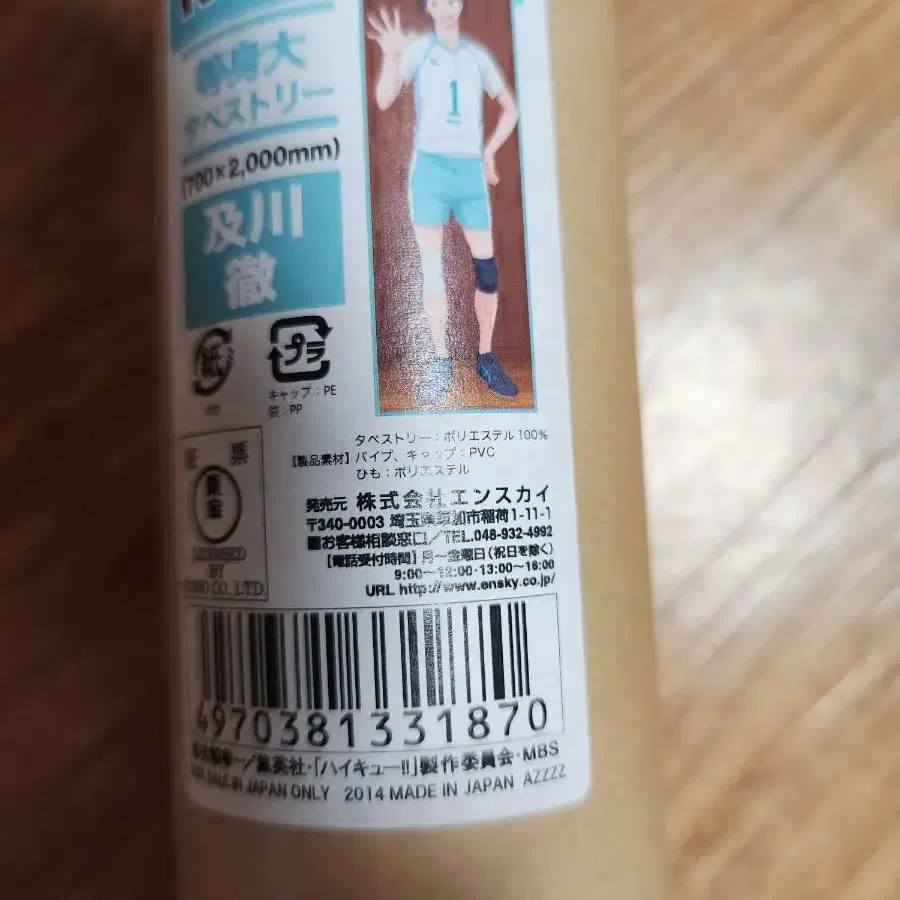 等身大
タペストリー
(700×2,000mm)
及川
徹
1
紙
プラ
キャップ：PE
袋：PP
タペストリー：ポリエステル100%
【製品素材】パイプ、キャップ：PVC
ひも：ポリエステル
発売元 株式会社エンスカイ
〒340-0003 埼玉県草加市稲荷1-11-1
■お客様相談窓口／TEL.048-932-4992
【電話受付時間】月～金曜日(祝日を除く)
9:00～12:00・13:00～16:00
URL http://www.ensky.co.jp/
証 票
LICENSED
BY
CO.,LTD.
4970381331870
©古舘春一／集英社・「ハイキュー!!」製作委員会・MBS
FOR SALE IN JAPAN ONLY 2014 MADE IN JAPAN AZZZZ